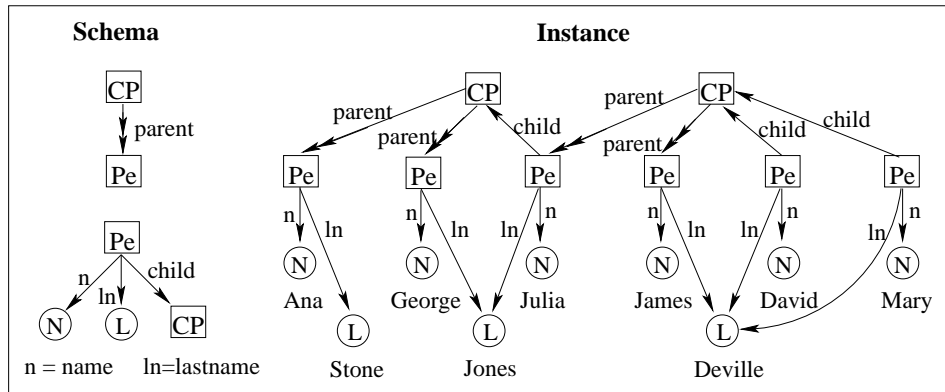 Schema Instance
CP CP CP
parent parent parent child parent parent child child
Pe Pe Pe Pe Pe Pe Pe
Pe
n ln child n ln n ln ln n n ln ln n ln n
N N N N N N
Ana George Julia James David Mary
N L CP L L L
n = name ln=lastname Stone Jones Deville